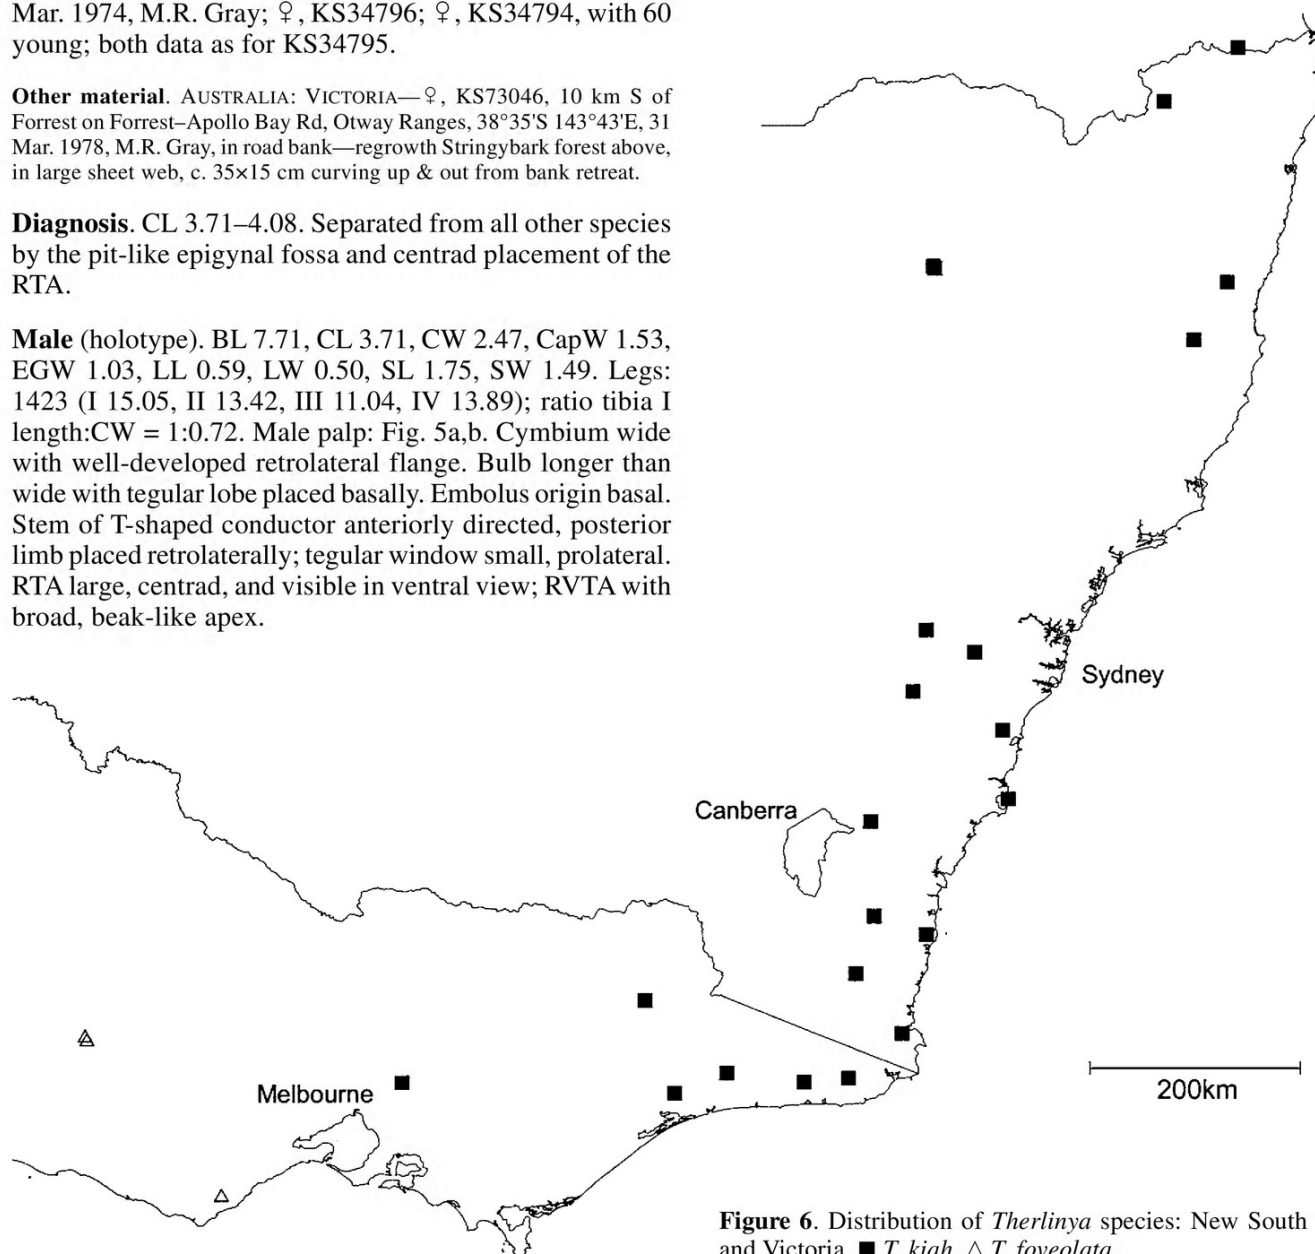 Mar. 1974, M.R. Gray; ♀, KS34796; ♀, KS34794, with 60
young; both data as for KS34795.
Other material. AUSTRALIA: VICTORIA—♀, KS73046, 10 km S of
Forrest on Forrest–Apollo Bay Rd, Otway Ranges, 38°35'S 143°43'E, 31
Mar. 1978, M.R. Gray, in road bank—regrowth Stringybark forest above,
in large sheet web, c. 35×15 cm curving up & out from bank retreat.
Diagnosis. CL 3.71–4.08. Separated from all other species
by the pit-like epigynal fossa and centrad placement of the
RTA.
Male (holotype). BL 7.71, CL 3.71, CW 2.47, CapW 1.53,
EGW 1.03, LL 0.59, LW 0.50, SL 1.75, SW 1.49. Legs:
1423 (I 15.05, II 13.42, III 11.04, IV 13.89); ratio tibia I
length:CW = 1:0.72. Male palp: Fig. 5a,b. Cymbium wide
with well-developed retrolateral flange. Bulb longer than
wide with tegular lobe placed basally. Embolus origin basal.
Stem of T-shaped conductor anteriorly directed, posterior
limb placed retrolaterally; tegular window small, prolateral.
RTA large, centrad, and visible in ventral view; RVTA with
broad, beak-like apex.
Sydney
Canberra
Melbourne
200km
Figure 6. Distribution of Therlinya species: New South
and Victoria. ■ T. kiah, △ T. foveolata.